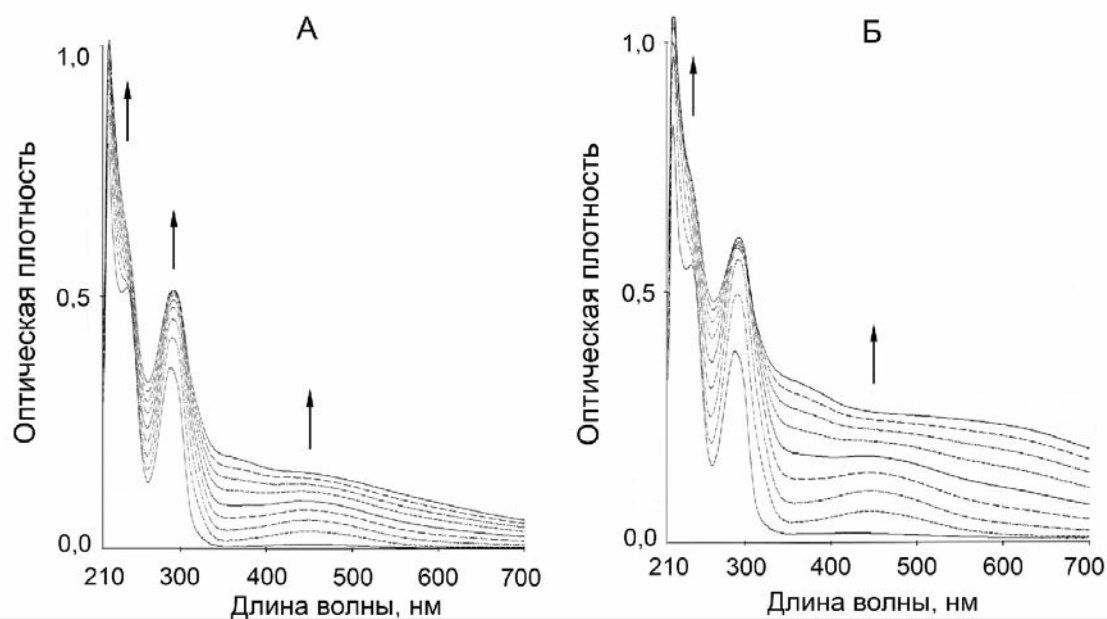 А
Оптическая плотность
1,0
0,5
0,0
210 300 400 500 600 700
Длина волны, нм
Б
Оптическая плотность
1,0
0,5
0,0
210 300 400 500 600 700
Длина волны, нм